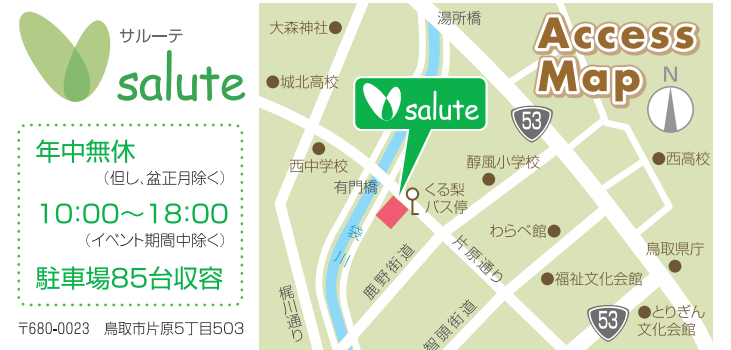 サルーテ
salute
年中無休
(但し、盆正月除く)
10:00〜18:00
(イベント期間中除く)
駐車場85台収容
〒680-0023　鳥取市片原5丁目503
Access
Map
N
湯所橋
大森神社
城北高校
salute
53
西中学校
醇風小学校
西高校
有門橋
くる梨
バス停
わらべ館
袋川
鹿野街道
片原通り
鳥取県庁
福祉文化会館
梶川通り
智頭街道
53
とりぎん
文化会館